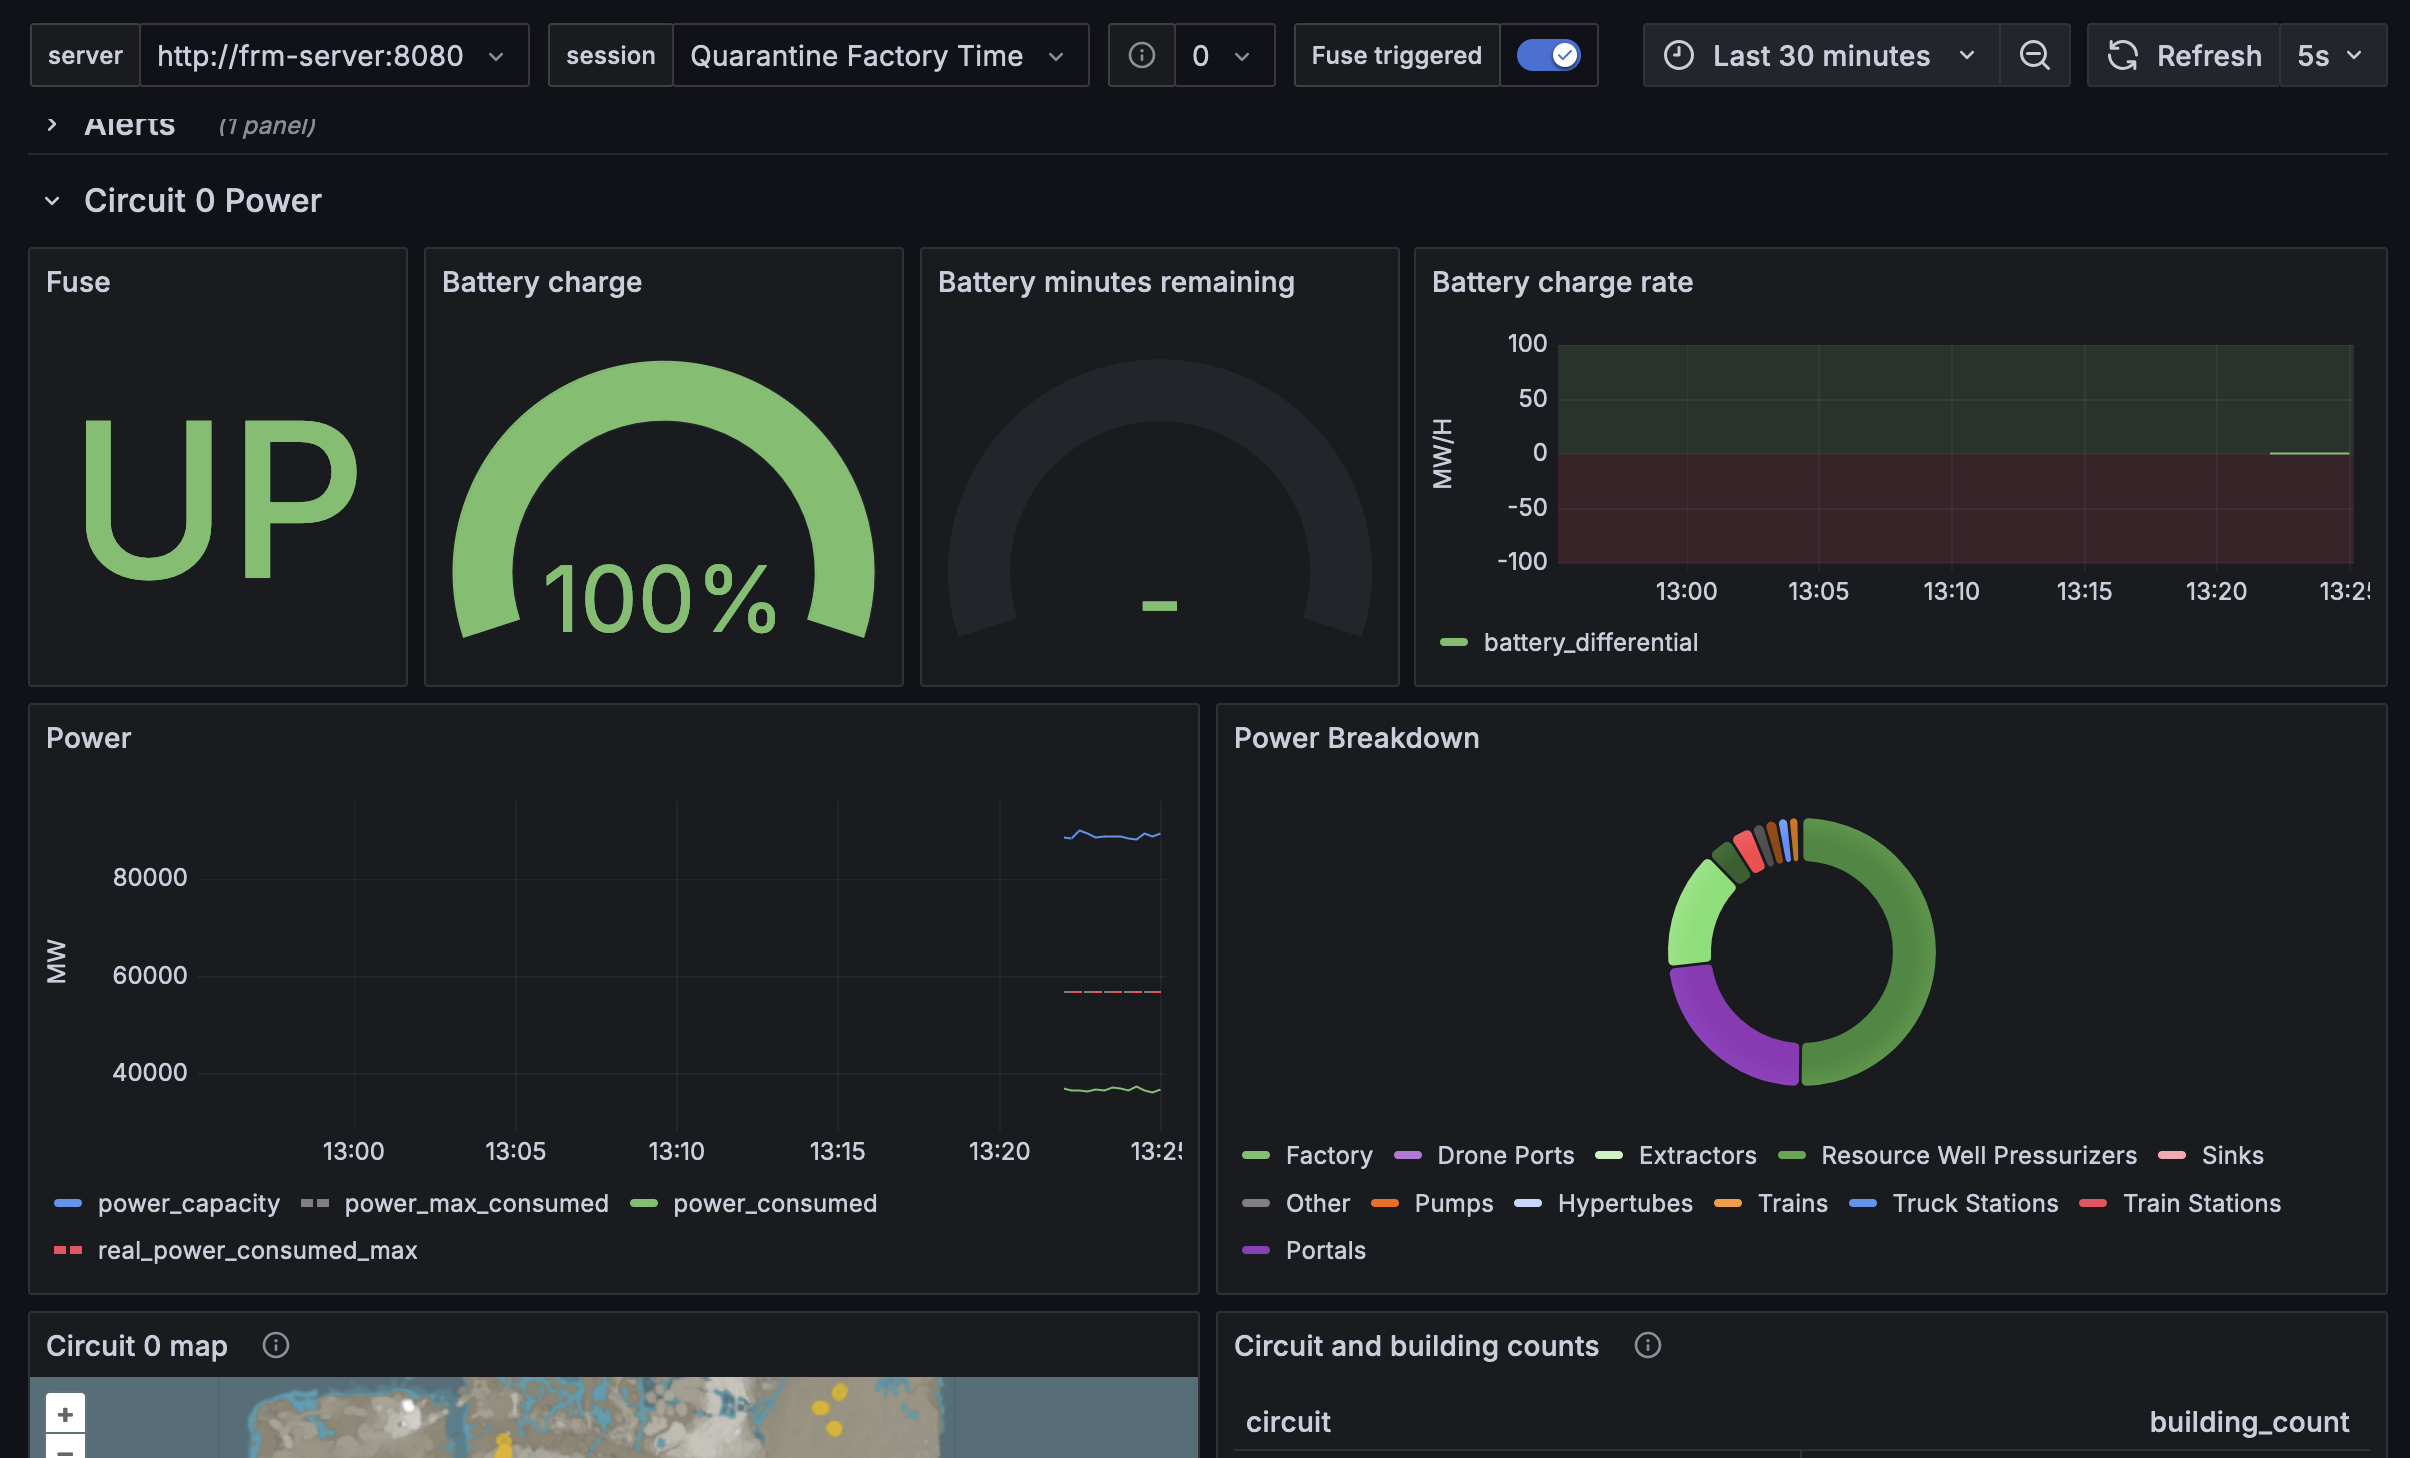 server http://frm-server:8080 session Quarantine Factory Time 0 Fuse triggered Last 30 minutes Refresh 5s
Alerts (1 panel)
Circuit 0 Power
Fuse
UP
Battery charge
100%
Battery minutes remaining
-
Battery charge rate
MW/H
100
50
0
-50
-100
13:00 13:05 13:10 13:15 13:20 13:25
battery_differential
Power
MW
80000
60000
40000
13:00 13:05 13:10 13:15 13:20 13:25
power_capacity power_max_consumed power_consumed
real_power_consumed_max
Power Breakdown
Factory Drone Ports Extractors Resource Well Pressurizers Sinks
Other Pumps Hypertubes Trains Truck Stations Train Stations
Portals
Circuit 0 map
+
−
Circuit and building counts
circuit building_count